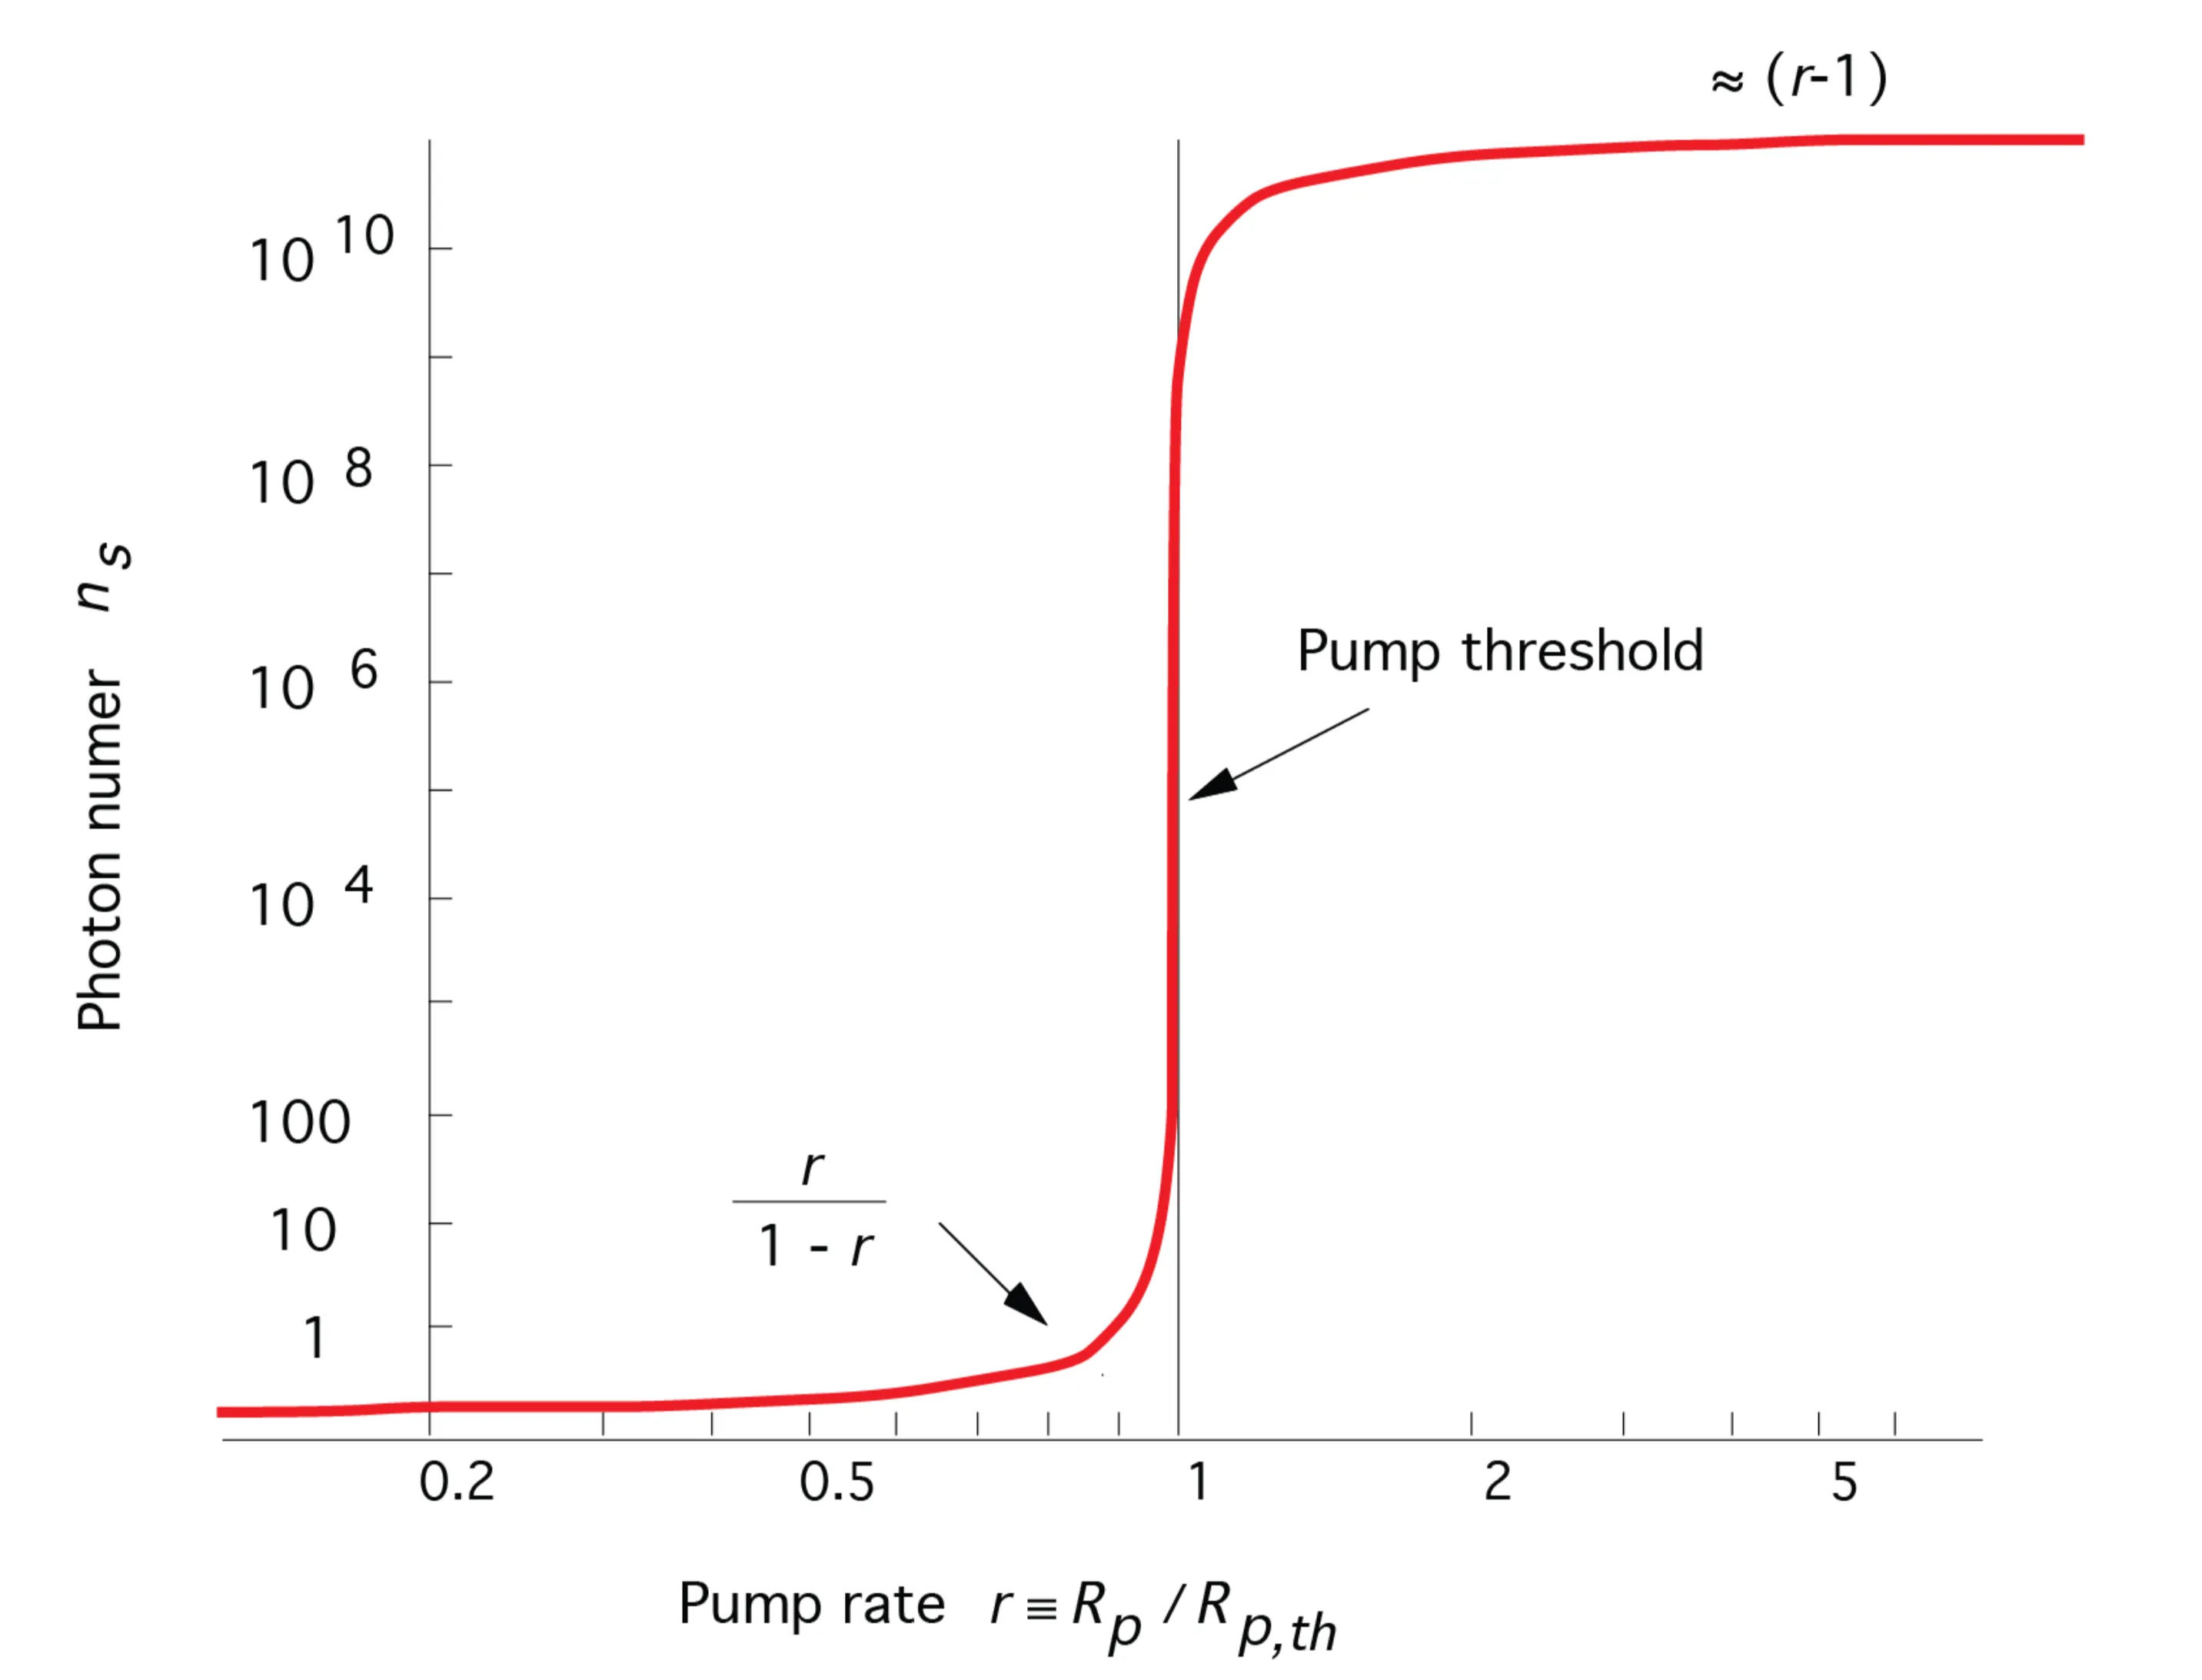 ≈ (r-1)
10 10
10 8
10 6
10 4
100
10
1
Photon numer n s
Pump threshold
r
1 - r
0.2 0.5 1 2 5
Pump rate r ≡ R p / R p,th